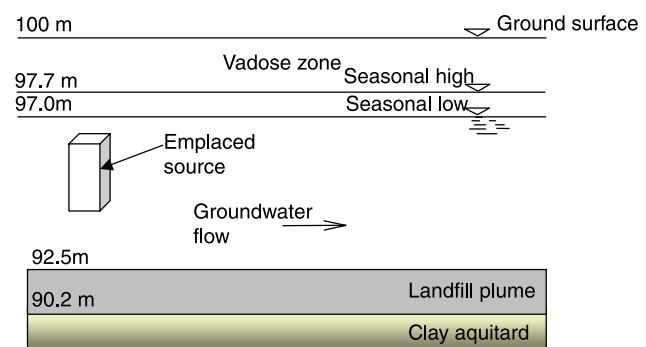 100 m
Ground surface
Vadose zone
Seasonal high
97.7 m
97.0m
Seasonal low
Emplaced
source
Groundwater
flow
92.5m
90.2 m
Landfill plume
Clay aquitard